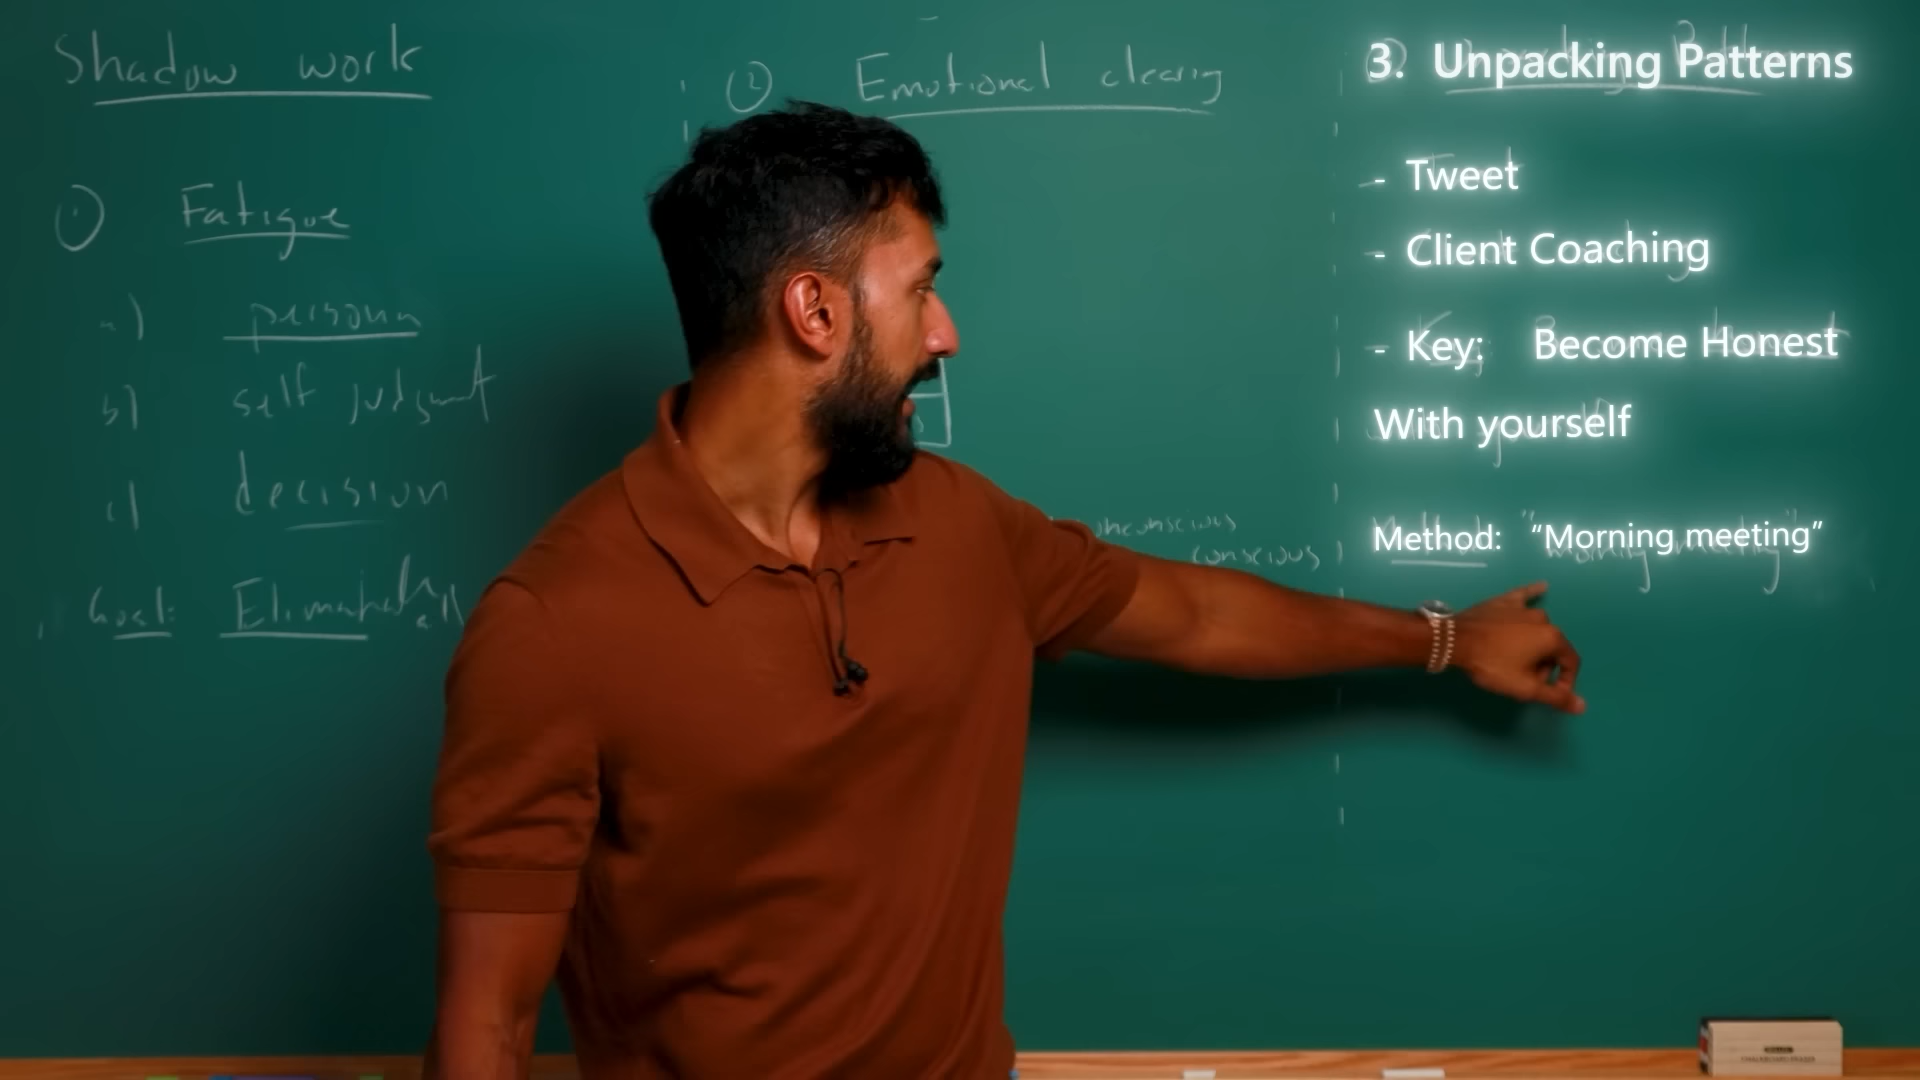 Shadow work
① Fatigue
a) persona
b) self judgment
c) decision
Goal: Eliminate all
② Emotional clearing
unconscious
conscious
3. Unpacking Patterns
- Tweet
- Client Coaching
- Key: Become Honest
With yourself
Method: “Morning meeting”